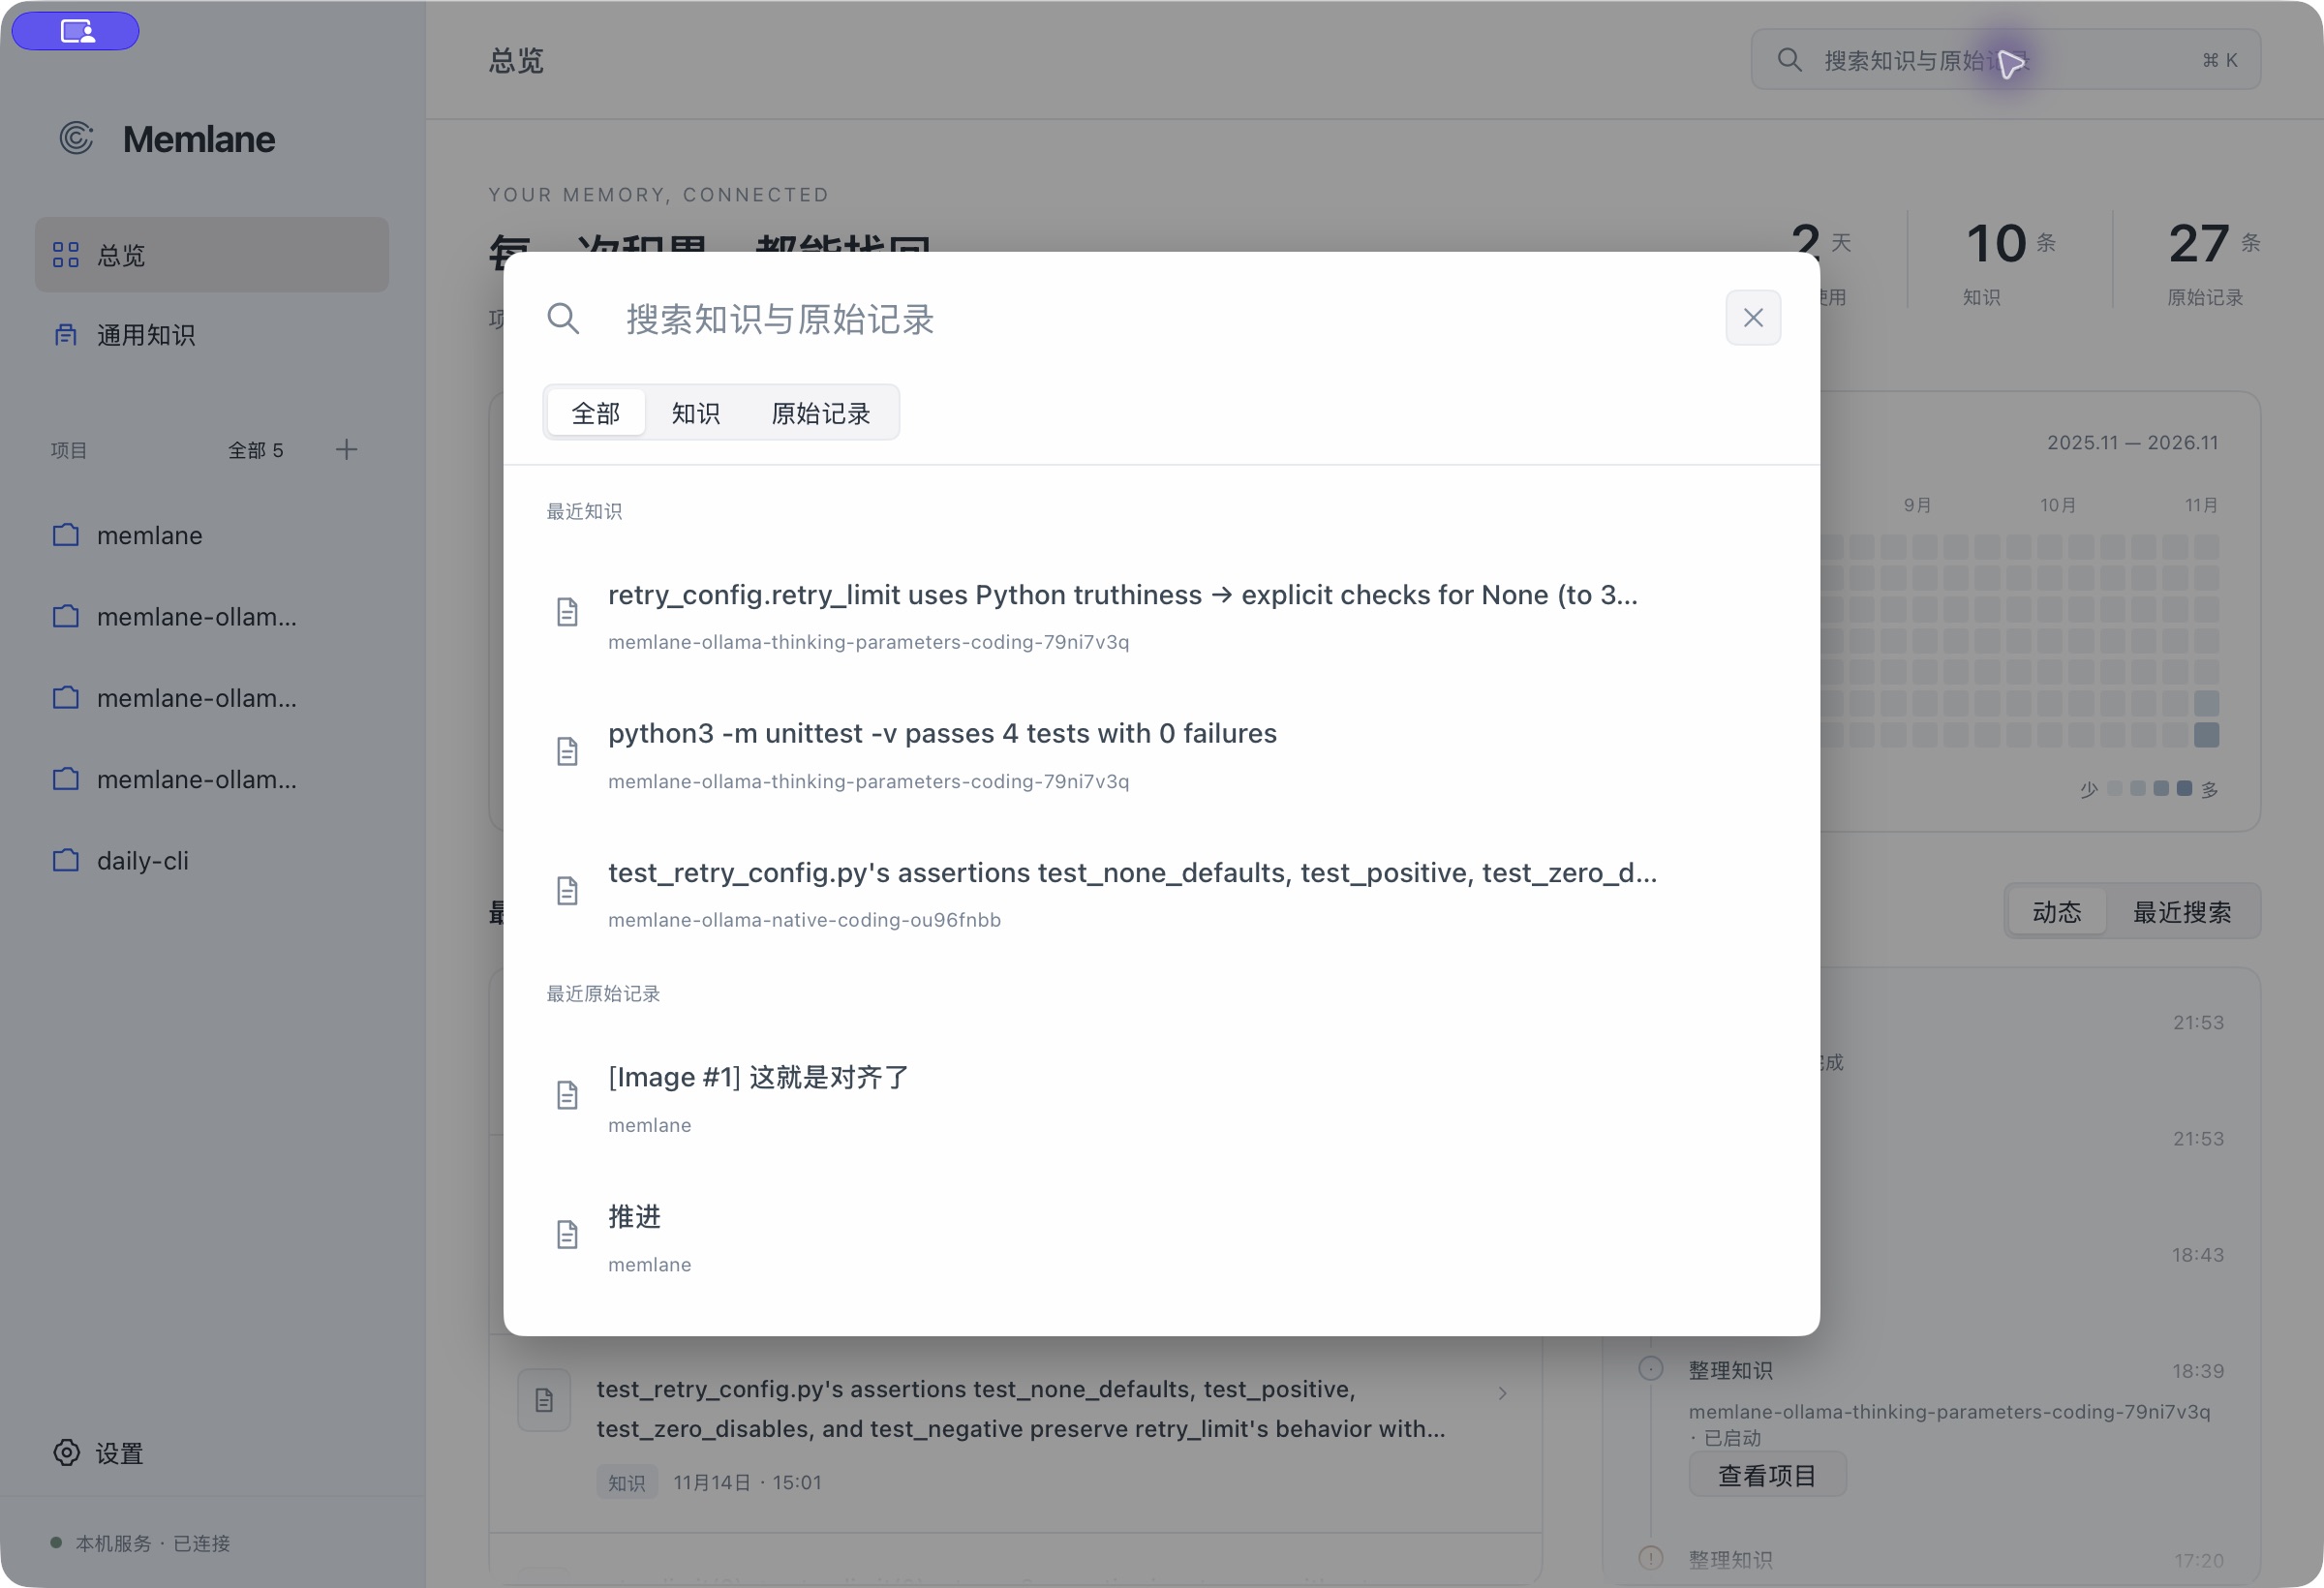 总览
搜索知识与原始记录
⌘ K
Memlane
总览
通用知识
项目
全部 5
memlane
memlane-ollam...
memlane-ollam...
memlane-ollam...
daily-cli
设置
本机服务 · 已连接
YOUR MEMORY, CONNECTED
2 天
使用
10 条
知识
27 条
原始记录
搜索知识与原始记录
全部
知识
原始记录
最近知识
retry_config.retry_limit uses Python truthiness → explicit checks for None (to 3...
memlane-ollama-thinking-parameters-coding-79ni7v3q
python3 -m unittest -v passes 4 tests with 0 failures
memlane-ollama-thinking-parameters-coding-79ni7v3q
test_retry_config.py's assertions test_none_defaults, test_positive, test_zero_d...
memlane-ollama-native-coding-ou96fnbb
最近原始记录
[Image #1] 这就是对齐了
memlane
推进
memlane
2025.11 — 2026.11
9月
10月
11月
少
多
动态
最近搜索
21:53
21:53
18:43
test_retry_config.py's assertions test_none_defaults, test_positive,
test_zero_disables, and test_negative preserve retry_limit's behavior with...
知识
11月14日 · 15:01
整理知识
18:39
memlane-ollama-thinking-parameters-coding-79ni7v3q
· 已启动
查看项目
整理知识
17:20